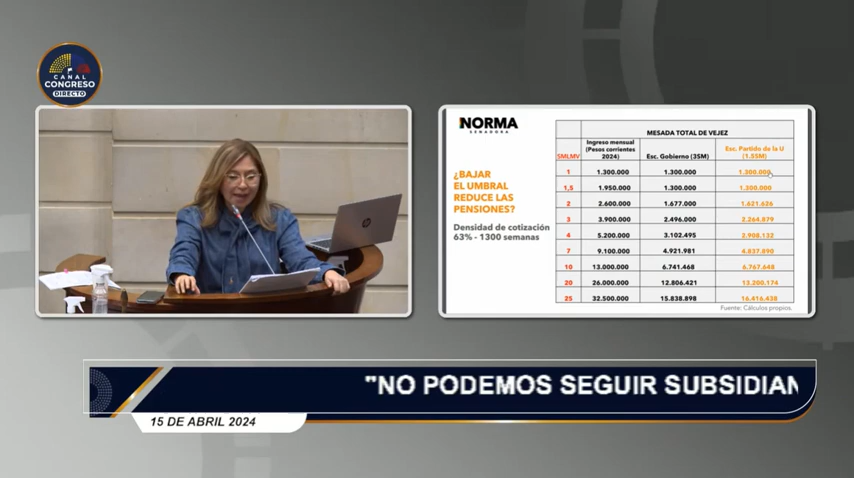 CANAL
CONGRESO
DIRECTO
hp
NORMA
SENADORA
¿BAJAR
EL UMBRAL
REDUCE LAS
PENSIONES?
Densidad de cotización
63% - 1300 semanas
MESADA TOTAL DE VEJEZ
SMLMV Ingreso mensual (Pesos corrientes 2024) Esc. Gobierno (3SM) Esc. Partido de la U (1.5SM)
1 1.300.000 1.300.000 1.300.000
1,5 1.950.000 1.300.000 1.300.000
2 2.600.000 1.677.000 1.621.626
3 3.900.000 2.496.000 2.264.879
4 5.200.000 3.102.495 2.908.132
7 9.100.000 4.921.981 4.837.890
10 13.000.000 6.741.468 6.767.648
20 26.000.000 12.806.421 13.200.174
25 32.500.000 15.838.898 16.416.438
Fuente: Cálculos propios.
"NO PODEMOS SEGUIR SUBSIDIAN
15 DE ABRIL 2024